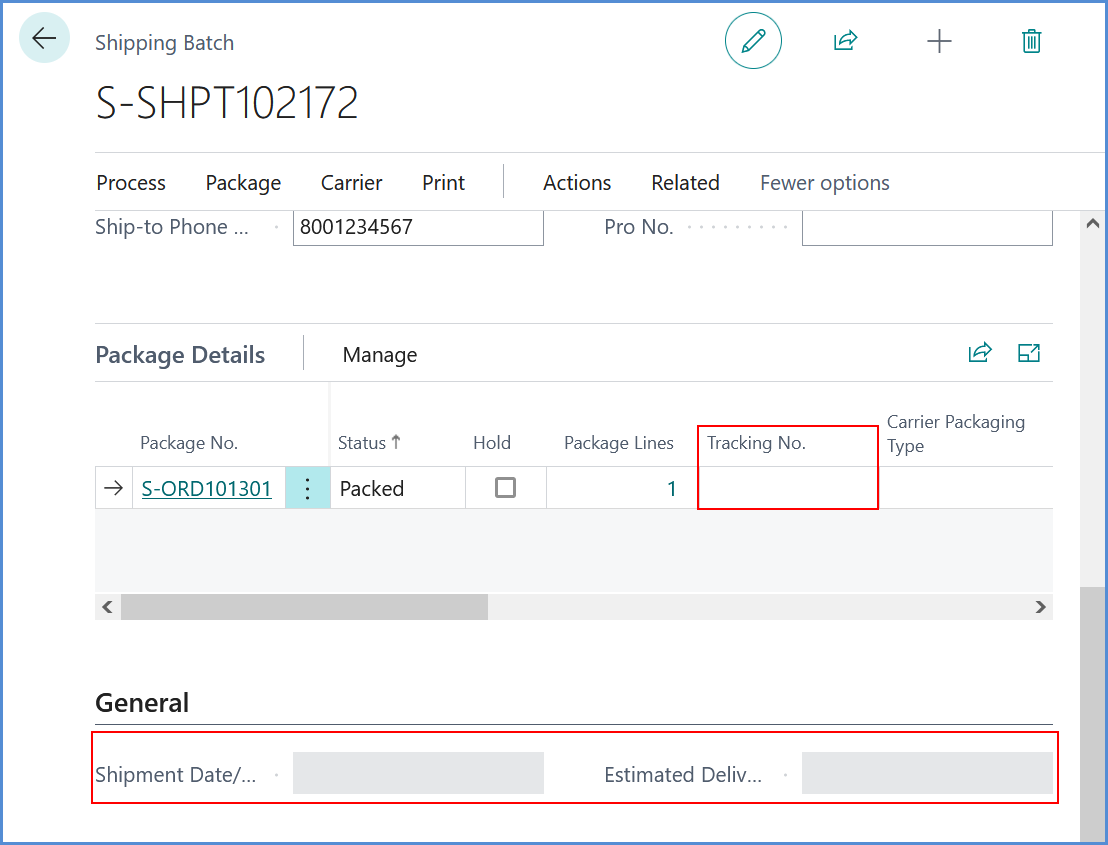 Shipping Batch
S-SHPT102172
Process Package Carrier Print Actions Related Fewer options
Ship-to Phone ... 8001234567 Pro No.
Package Details Manage
Package No. Status ↑ Hold Package Lines Tracking No. Carrier Packaging
Type
S-ORD101301 Packed 1
General
Shipment Date/... Estimated Deliv...